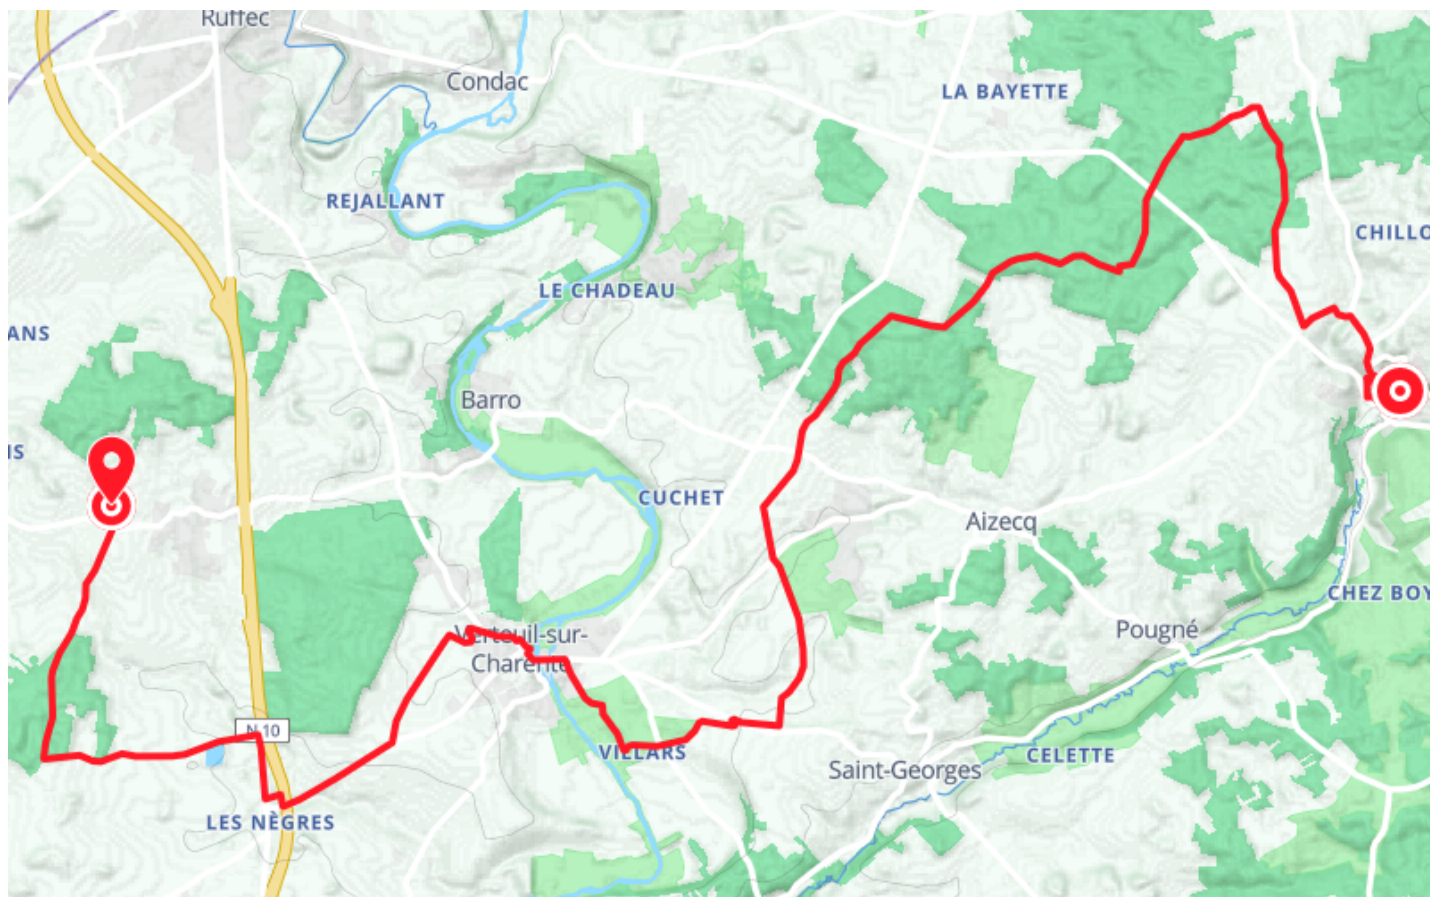 Ruffec
Condac
LA BAYETTE
REJALLANT
CHILLO
LE CHADEAU
ANS
Barro
IS
CUCHET
Aizecq
CHEZ BOY
Pougné
Verteuil-sur-
Charente
N 10
VILLARS
CELETTE
Saint-Georges
LES NÈGRES